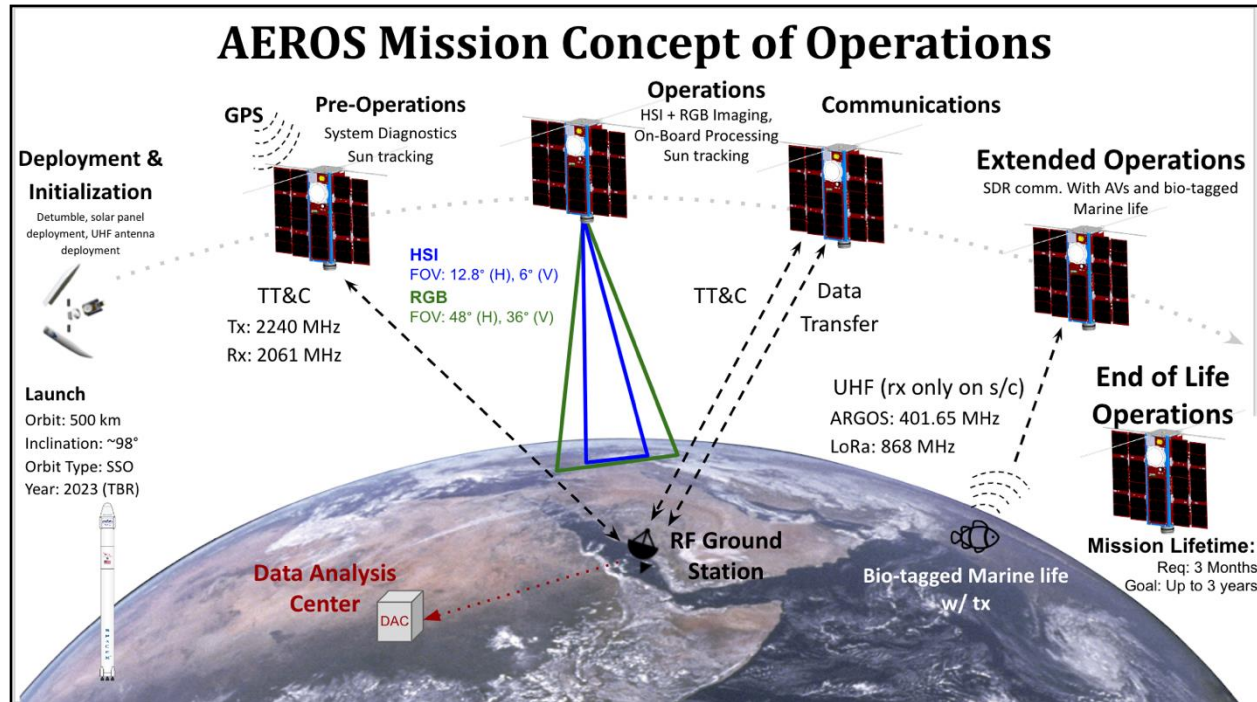 AEROS Mission Concept of Operations
Deployment &
Initialization
Detumble, solar panel
deployment, UHF antenna
deployment
GPS
Pre-Operations
System Diagnostics
Sun tracking
Operations
HSI + RGB Imaging,
On-Board Processing
Sun tracking
Communications
Extended Operations
SDR comm. With AVs and bio-tagged
Marine life
HSI
FOV: 12.8° (H), 6° (V)
RGB
FOV: 48° (H), 36° (V)
TT&C
Tx: 2240 MHz
Rx: 2061 MHz
TT&C
Data
Transfer
Launch
Orbit: 500 km
Inclination: ~98°
Orbit Type: SSO
Year: 2023 (TBR)
UHF (rx only on s/c)
ARGOS: 401.65 MHz
LoRa: 868 MHz
End of Life
Operations
Mission Lifetime:
Req: 3 Months
Goal: Up to 3 years
RF Ground
Station
Data Analysis
Center
DAC
Bio-tagged Marine life
w/ tx